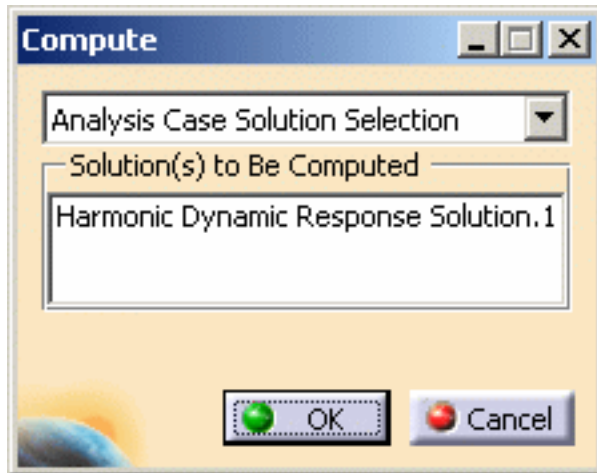 Compute
Analysis Case Solution Selection
Solution(s) to Be Computed
Harmonic Dynamic Response Solution.1
OK
Cancel